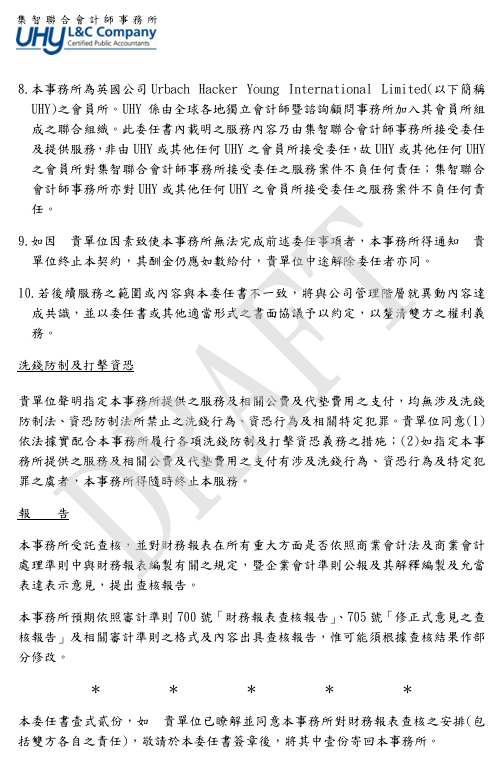 集智聯合會計師事務所
UHY L&C Company
Certified Public Accountants
8.本事務所為英國公司 Urbach Hacker Young International Limited(以下簡稱
UHY)之會員所。UHY 係由全球各地獨立會計師暨諮詢顧問事務所加入其會員所組
成之聯合組織。此委任書內載明之服務內容乃由集智聯合會計師事務所接受委任
及提供服務，非由 UHY 或其他任何 UHY 之會員所接受委任，故 UHY 或其他任何 UHY
之會員所對集智聯合會計師事務所接受委任之服務案件不負任何責任；集智聯合
會計師事務所亦對 UHY 或其他任何 UHY 之會員所接受委任之服務案件不負任何責
任。
9.如因　貴單位因素致使本事務所無法完成前述委任事項者，本事務所得通知　貴
單位終止本契約，其酬金仍應如數給付，貴單位中途解除委任者亦同。
10.若後續服務之範圍或內容與本委任書不一致，將與公司管理階層就異動內容達
成共識，並以委任書或其他適當形式之書面協議予以約定，以釐清雙方之權利義
務。
洗錢防制及打擊資恐
貴單位聲明指定本事務所提供之服務及相關公費及代墊費用之支付，均無涉及洗錢
防制法、資恐防制法所禁止之洗錢行為、資恐行為及相關特定犯罪。貴單位同意(1)
依法據實配合本事務所履行各項洗錢防制及打擊資恐義務之措施；(2)如指定本事
務所提供之服務及相關公費及代墊費用之支付有涉及洗錢行為、資恐行為及特定犯
罪之虞者，本事務所得隨時終止本服務。
報　　告
本事務所受託查核，並對財務報表在所有重大方面是否依照商業會計法及商業會計
處理準則中與財務報表編製有關之規定，暨企業會計準則公報及其解釋編製及允當
表達表示意見，提出查核報告。
本事務所預期依照審計準則 700 號「財務報表查核報告」、705 號「修正式意見之查
核報告」及相關審計準則之格式及內容出具查核報告，惟可能須根據查核結果作部
分修改。
＊　＊　＊　＊　＊
本委任書壹式貳份，如　貴單位已瞭解並同意本事務所對財務報表查核之安排(包
括雙方各自之責任)，敬請於本委任書簽章後，將其中壹份寄回本事務所。
DRAFT